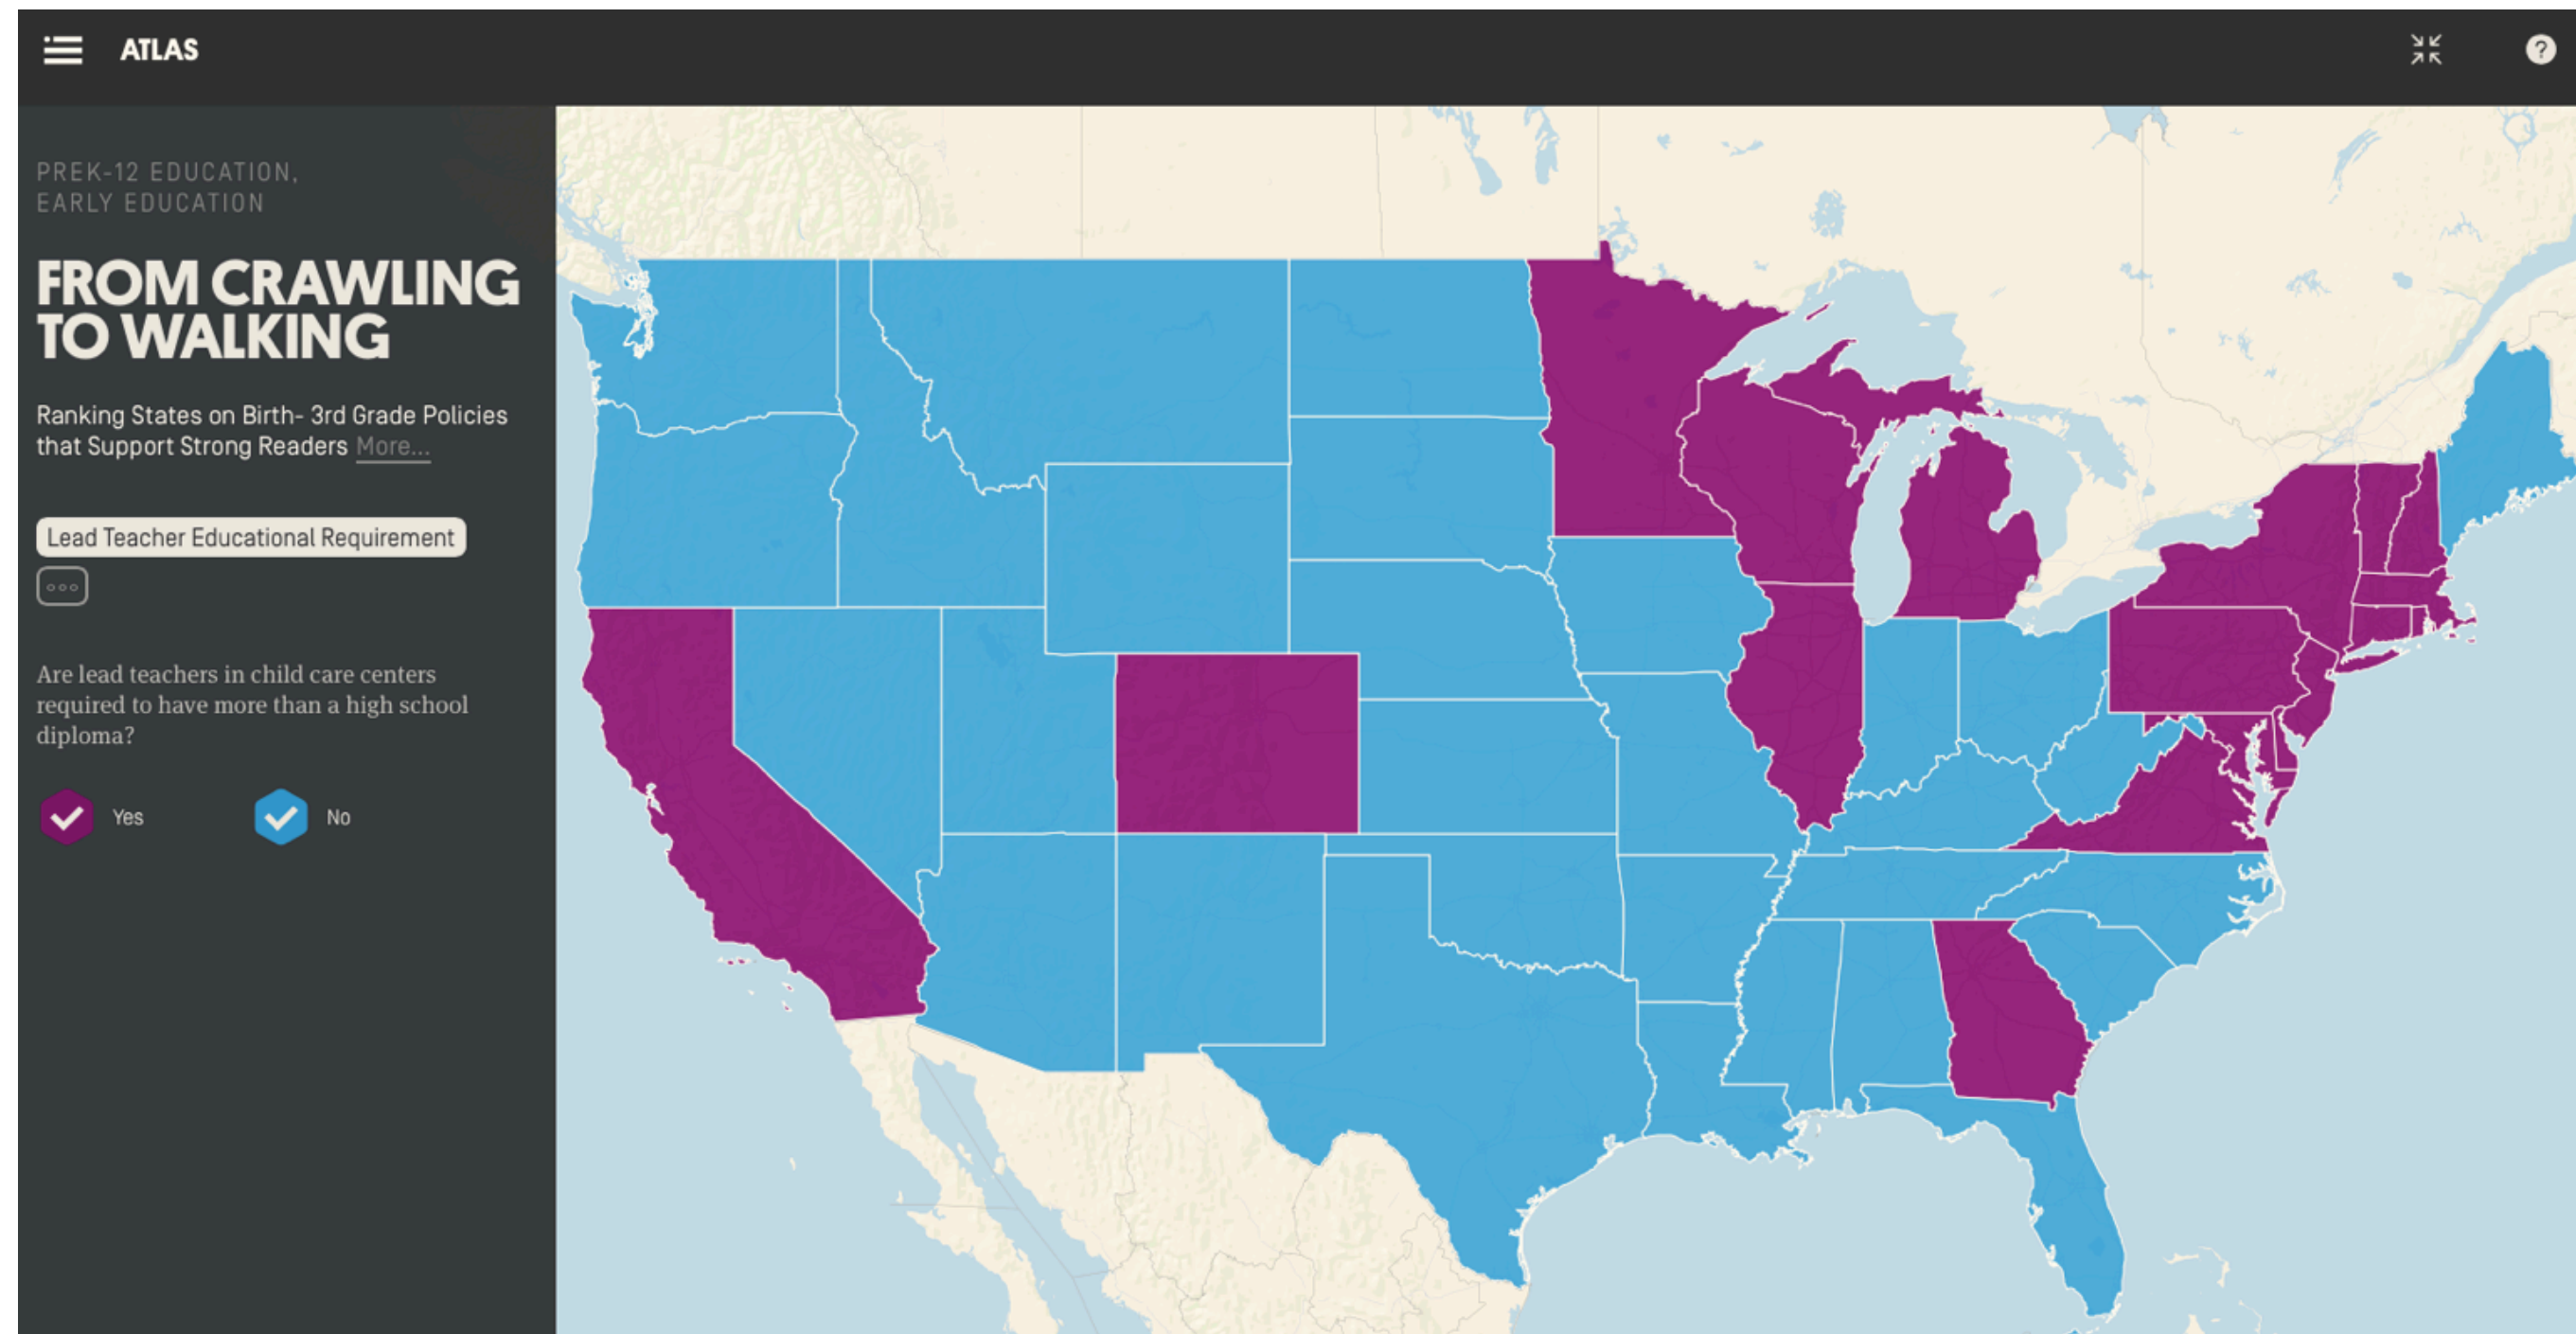 ATLAS
?
PREK-12 EDUCATION,
EARLY EDUCATION
FROM CRAWLING
TO WALKING
Ranking States on Birth- 3rd Grade Policies
that Support Strong Readers More...
Lead Teacher Educational Requirement
Are lead teachers in child care centers
required to have more than a high school
diploma?
Yes
No